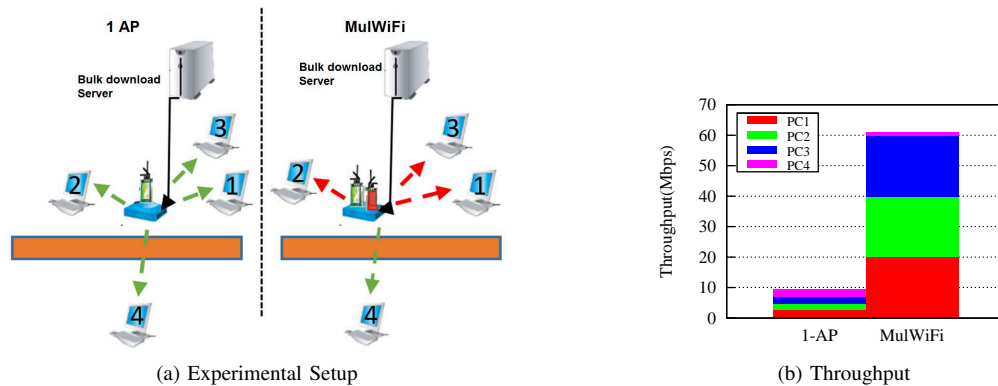 1 AP
MulWiFi
Bulk download
Server
Bulk download
Server
3
2
1
4
3
2
1
4
(a) Experimental Setup
70
60
50
40
30
20
10
0
Throughput(Mbps)
PC1
PC2
PC3
PC4
1-AP
MulWiFi
(b) Throughput